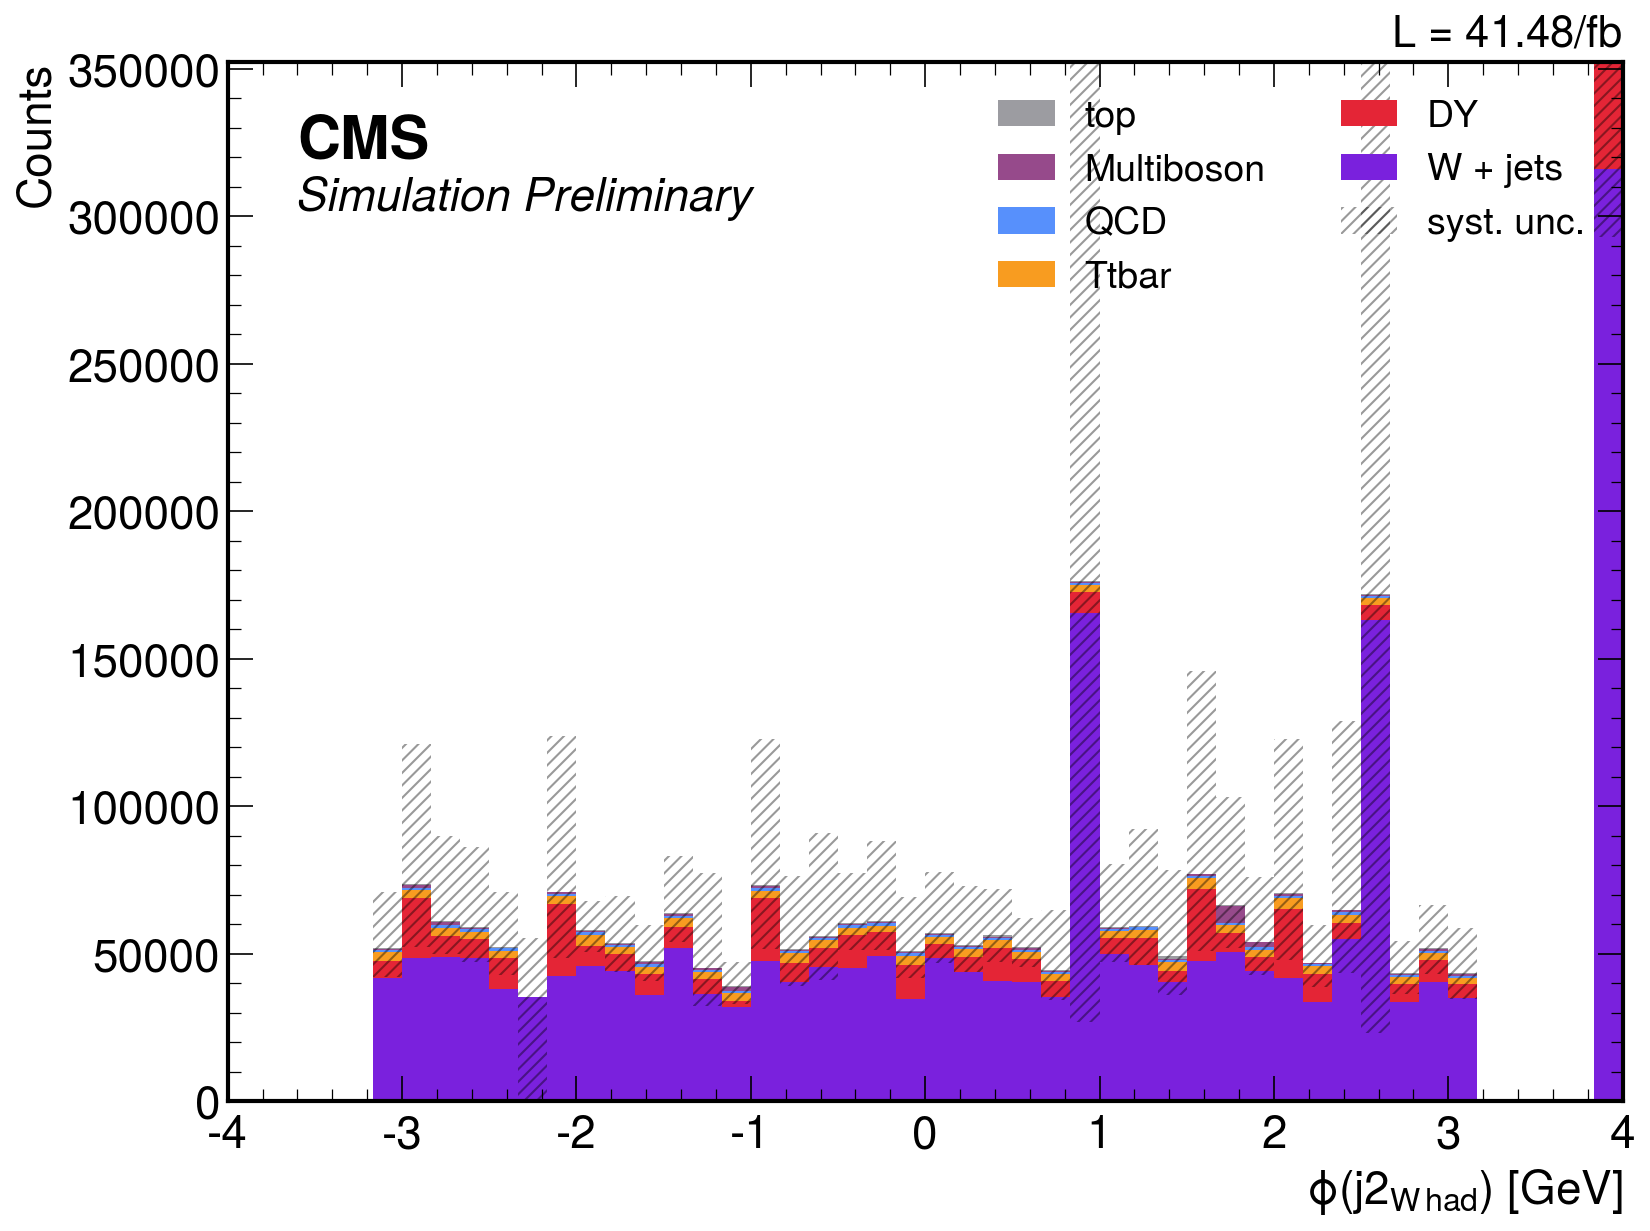 L = 41.48/fb
Counts
350000
300000
250000
200000
150000
100000
50000
0
CMS
Simulation Preliminary
top
Multiboson
QCD
Ttbar
DY
W + jets
syst. unc.
-4 -3 -2 -1 0 1 2 3 4
ϕ(j2W had) [GeV]